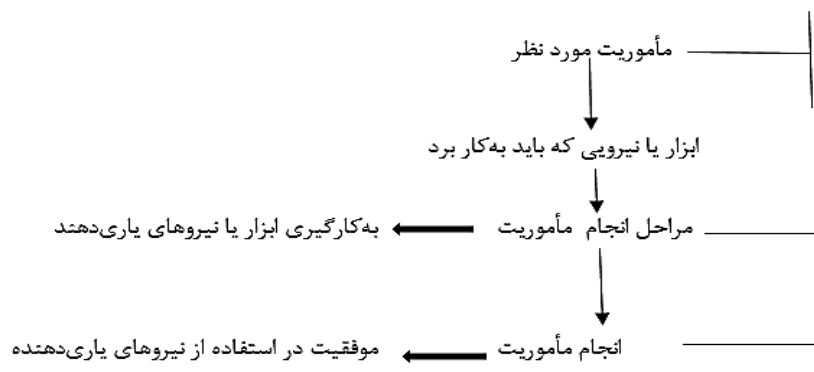 مأموریت مورد نظر
ابزار یا نیرویی که باید به‌کار برد
مراحل انجام مأموریت
به‌کارگیری ابزار یا نیروهای یاری‌دهند
انجام مأموریت
موفقیت در استفاده از نیروهای یاری‌دهنده